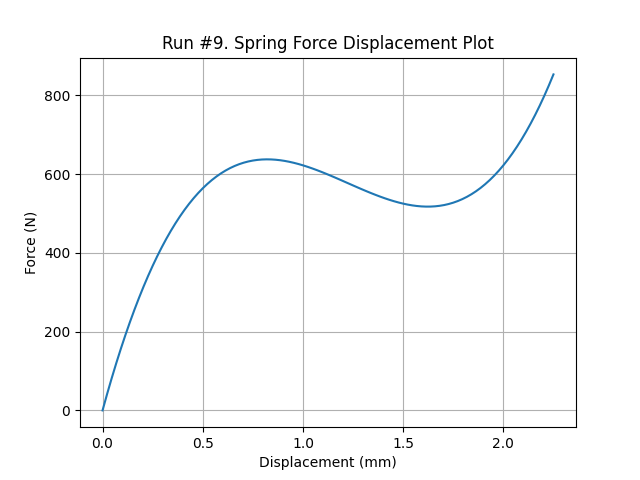 Run #9. Spring Force Displacement Plot
800
600
400
200
0
Force (N)
0.0 0.5 1.0 1.5 2.0
Displacement (mm)